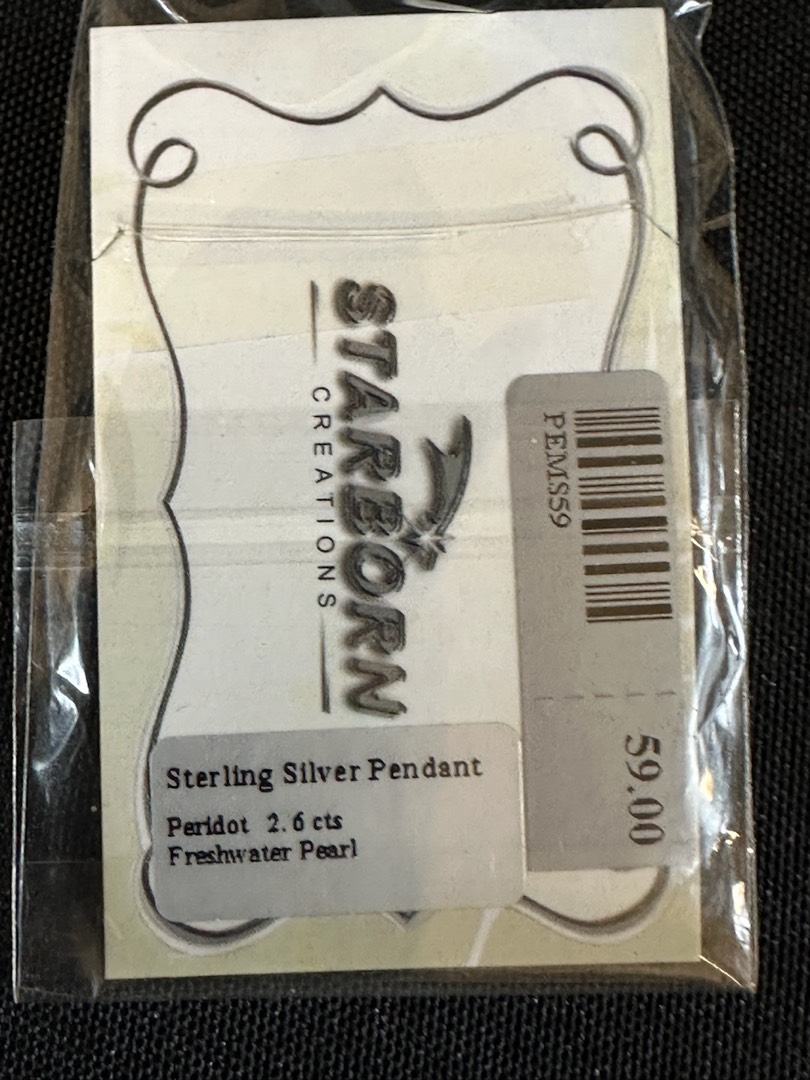 STARBORN
CREATIONS
PEMS59
59.00
Sterling Silver Pendant
Peridot 2.6 cts
Freshwater Pearl